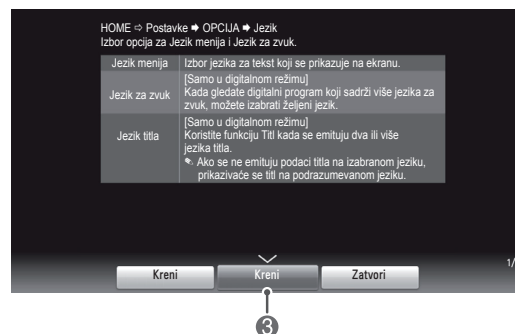 HOME ⇨ Postavke ➡ OPCIJA ➡ Jezik
Izbor opcija za Jezik menija i Jezik za zvuk.
Jezik menija Izbor jezika za tekst koji se prikazuje na ekranu.
Jezik za zvuk
[Samo u digitalnom režimu]
Kada gledate digitalni program koji sadrži više jezika za
zvuk, možete izabrati željeni jezik.
Jezik titla
[Samo u digitalnom režimu]
Koristite funkciju Titl kada se emituju dva ili više
jezika titla.
✎ Ako se ne emituju podaci titla na izabranom jeziku,
prikazivaće se titl na podrazumevanom jeziku.
1/
Kreni Kreni Zatvori
3